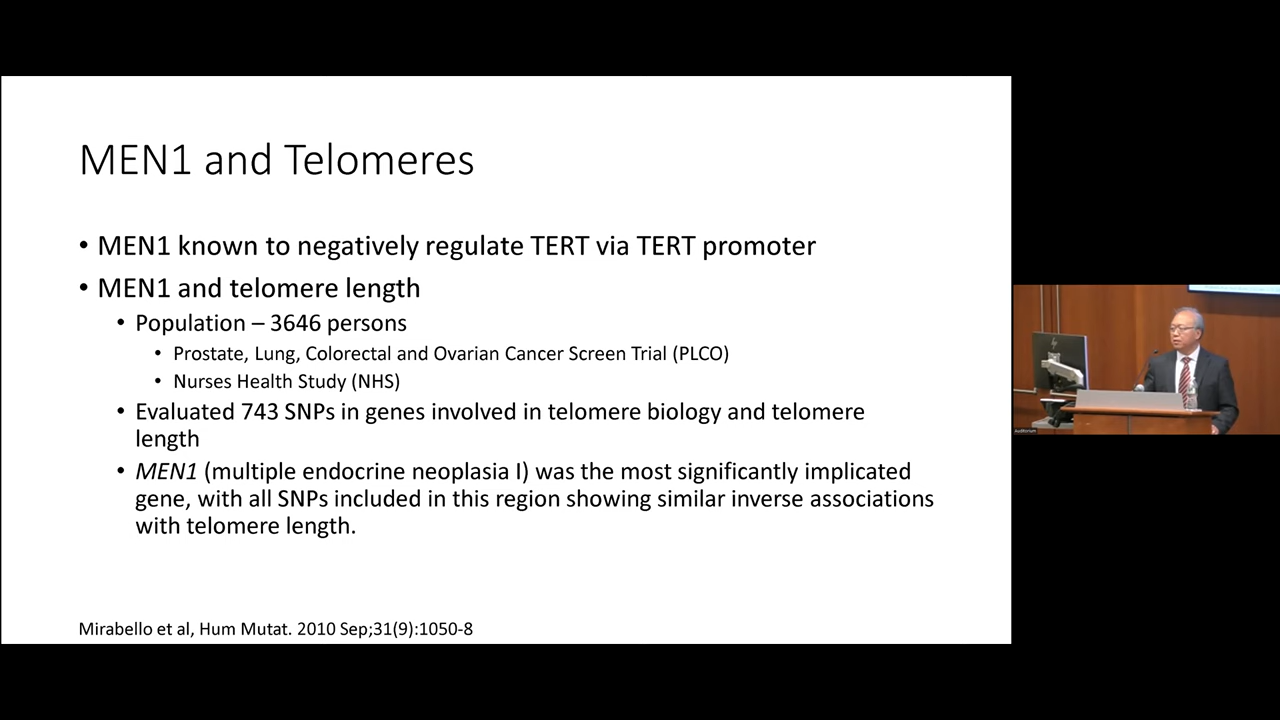 MEN1 and Telomeres
• MEN1 known to negatively regulate TERT via TERT promoter
• MEN1 and telomere length
• Population – 3646 persons
• Prostate, Lung, Colorectal and Ovarian Cancer Screen Trial (PLCO)
• Nurses Health Study (NHS)
• Evaluated 743 SNPs in genes involved in telomere biology and telomere
length
• MEN1 (multiple endocrine neoplasia I) was the most significantly implicated
gene, with all SNPs included in this region showing similar inverse associations
with telomere length.
Mirabello et al, Hum Mutat. 2010 Sep;31(9):1050-8
Auditorium